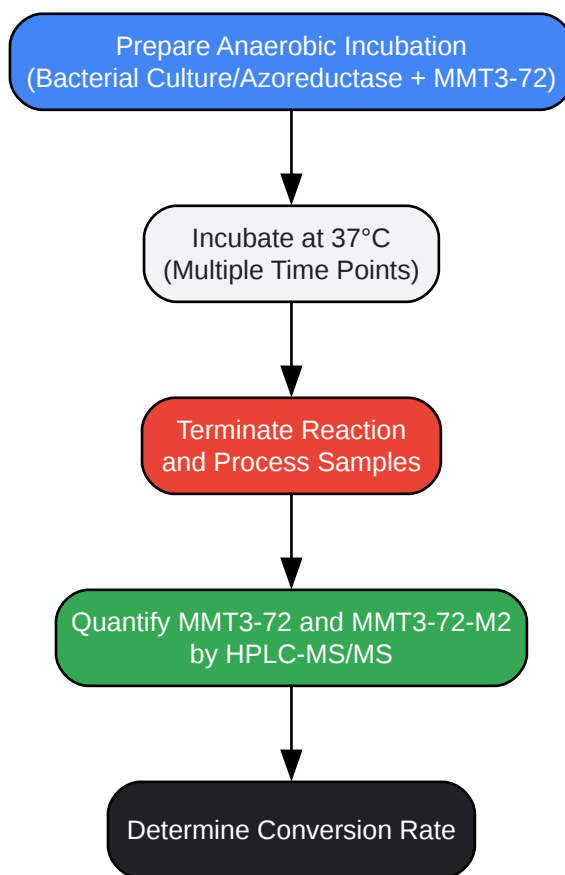 Prepare Anaerobic Incubation
(Bacterial Culture/Azoreductase + MMT3-72)
Incubate at 37°C
(Multiple Time Points)
Terminate Reaction
and Process Samples
Quantify MMT3-72 and MMT3-72-M2
by HPLC-MS/MS
Determine Conversion Rate